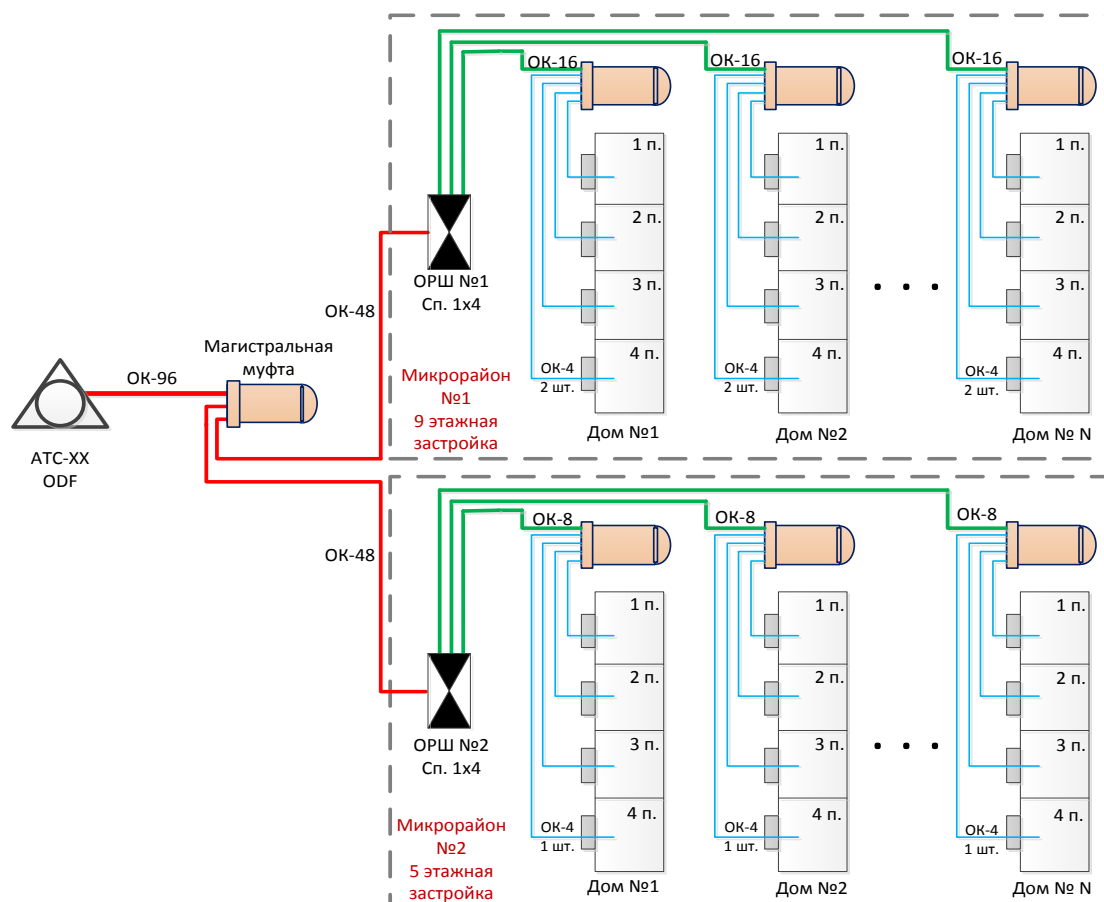 ОК-16
ОК-16
ОК-16
1 п.
1 п.
1 п.
2 п.
2 п.
2 п.
ОРШ №1
Сп. 1x4
3 п.
3 п.
. . .
3 п.
ОК-48
Магистральная
муфта
4 п.
4 п.
4 п.
ОК-4
2 шт.
ОК-4
2 шт.
ОК-4
2 шт.
ОК-96
Микрорайон
№1
9 этажная
застройка
Дом №1
Дом №2
Дом № N
АТС-ХХ
ODF
ОК-8
ОК-8
ОК-8
ОК-48
1 п.
1 п.
1 п.
2 п.
2 п.
2 п.
ОРШ №2
Сп. 1x4
3 п.
3 п.
. . .
3 п.
4 п.
4 п.
4 п.
ОК-4
1 шт.
ОК-4
1 шт.
ОК-4
1 шт.
Микрорайон
№2
5 этажная
застройка
Дом №1
Дом №2
Дом № N